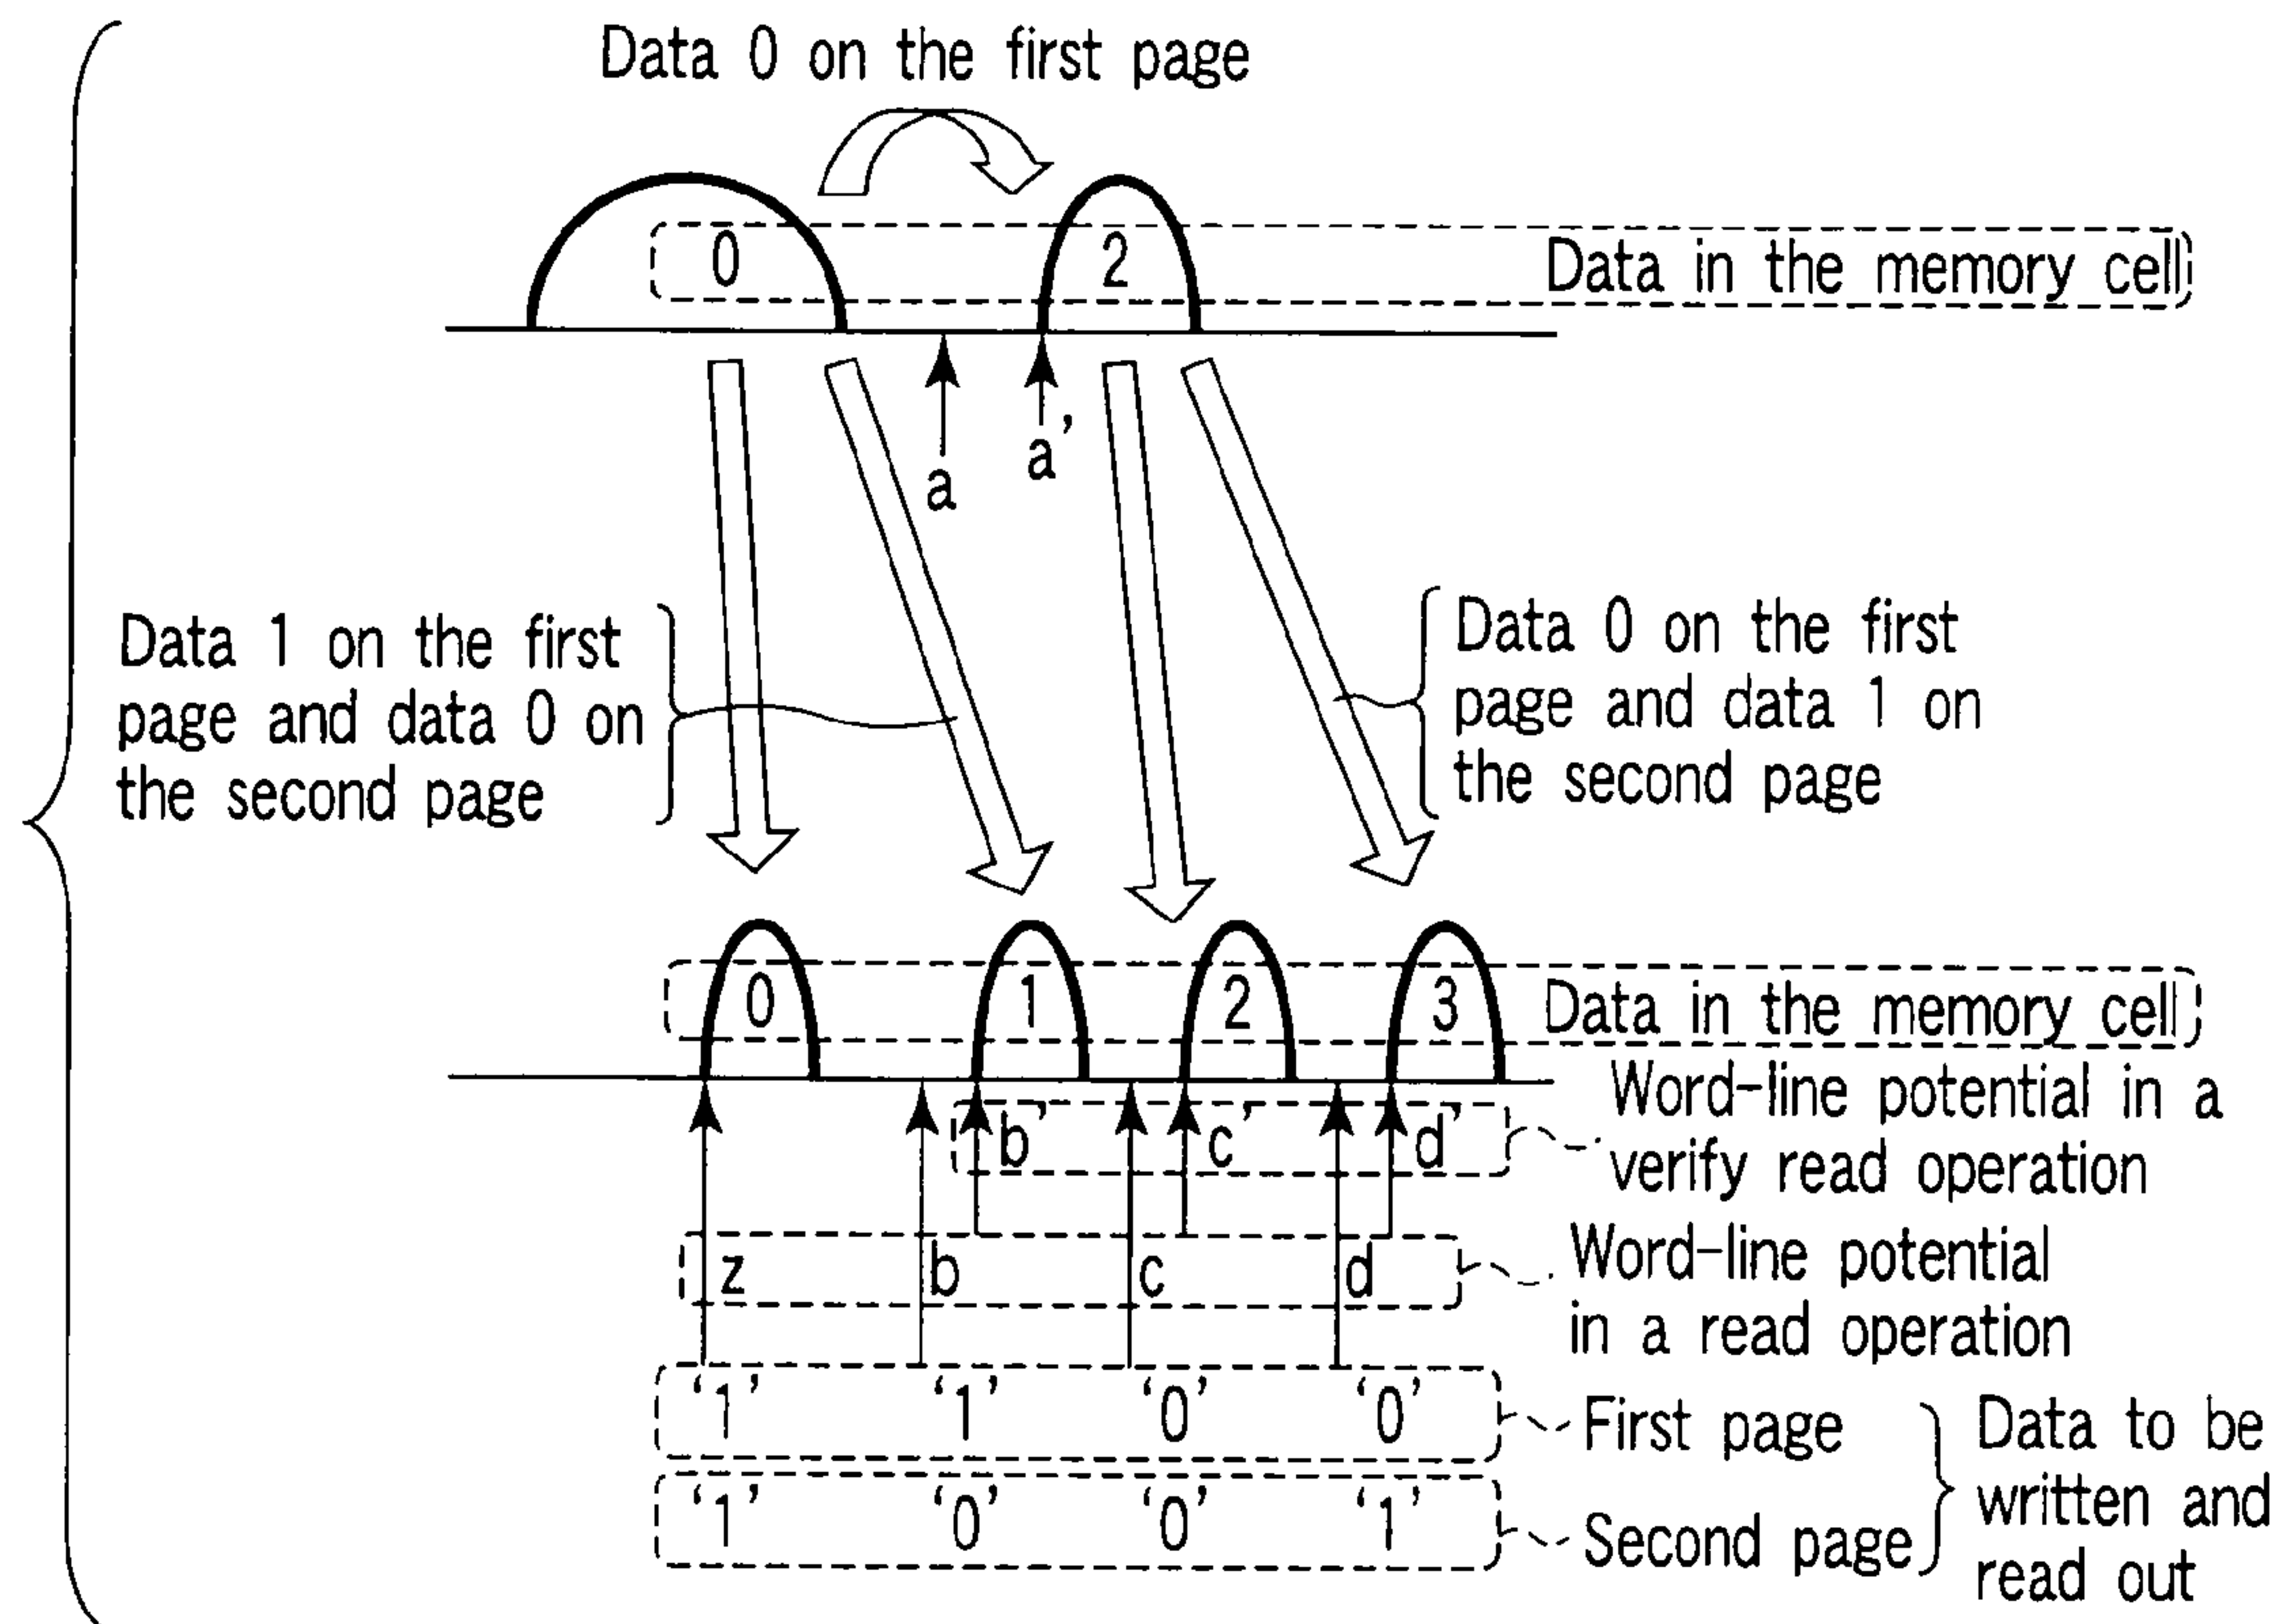 Data 0 on the first page
0
2
Data in the memory cell
a
a’
Data 1 on the first
page and data 0 on
the second page
Data 0 on the first
page and data 1 on
the second page
0
1
2
3
Data in the memory cell
b’
c’
d’
Word-line potential in a
verify read operation
z
b
c
d
Word-line potential
in a read operation
‘1’ ‘1’ ‘0’ ‘0’
First page
‘1’ ‘0’ ‘0’ ‘1’
Second page
Data to be
written and
read out